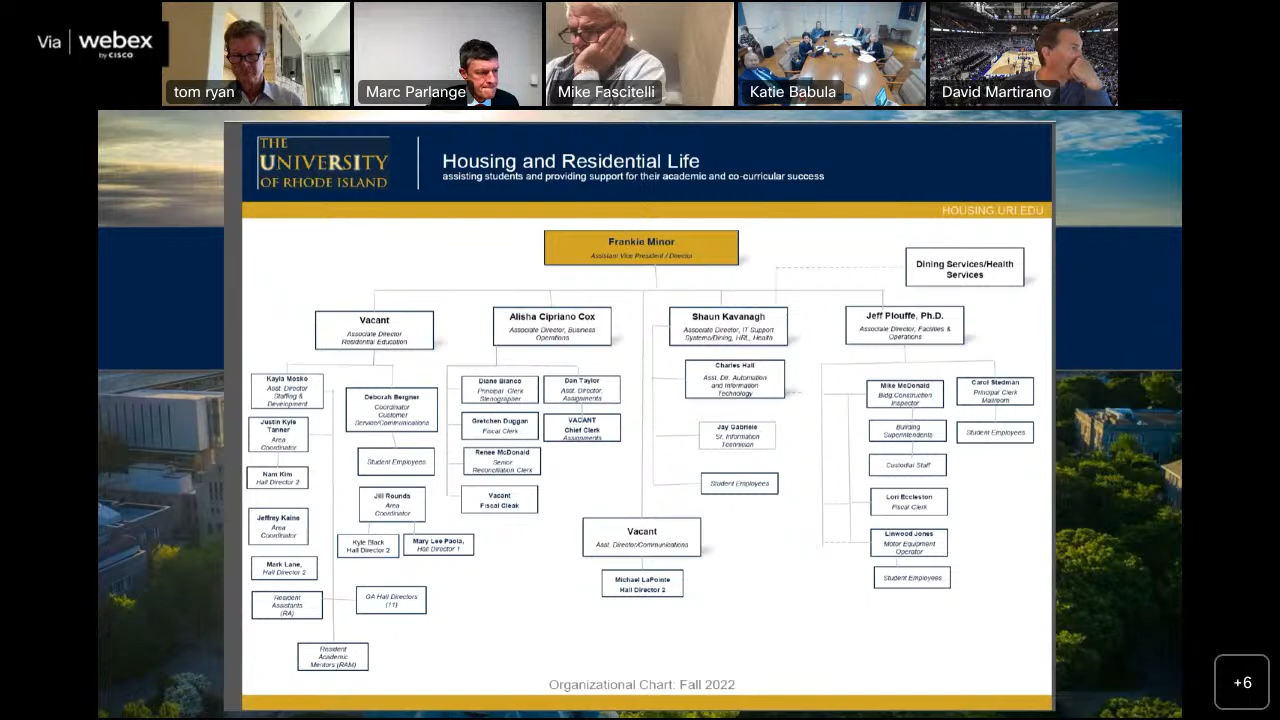 Via webex
by CISCO
tom ryan
Marc Parlange
Mike Fascitelli
Katie Babula
David Martirano
THE
UNIVERSITY
OF RHODE ISLAND
Housing and Residential Life
assisting students and providing support for their academic and co-curricular success
HOUSING.URI.EDU
Frankie Minor
Assistant Vice President / Director
Dining Services/Health
Services
Vacant
Associate Director
Residential Education
Alisha Cipriano Cox
Associate Director, Business
Operations
Shaun Kavanagh
Associate Director, IT Support
Systems/Dining, HRL, Health
Jeff Plouffe, Ph.D.
Associate Director, Facilties &
Operations
Kayla Mosko
Asst. Director
Staffing &
Development
Justin Kyle
Tanner
Area
Coordinator
Nam Kim
Hall Director 2
Jeffrey Kaine
Area
Coordinator
Mark Lane,
Hall Director 2
Resident
Assistants
(RA)
Resident
Academic
Mentors (RAM)
Deborah Bergner
Coordinator
Customer
Service/Communications
Student Employees
Jill Rounds
Area
Coordinator
Kyle Black
Hall Director 2
Mary Lee Paola,
Hall Director 1
GA Hall Directors
(11)
Diane Bianco
Principal Clerk
Stenographer
Gretchen Duggan
Fiscal Clerk
Renee McDonald
Senior
Reconciliation Clerk
Vacant
Fiscal Cleak
Dan Taylor
Asst. Director,
Assignments
VACANT
Chief Clerk
Assignments
Vacant
Asst. Director/Communications
Michael LaPointe
Hall Director 2
Charles Hall
Asst. Dir. Automation
and Information
Technology
Jay Gabriele
Sr. Information
Technician
Student Employees
Mike McDonald
Bldg.Construction
Inspector
Building
Superintendents
Custodial Staff
Lori Eccleston
Fiscal Clerk
Linwood Jones
Motor Equipment
Operator
Student Employees
Carol Stedman
Principal Clerk
Mailroom
Student Employees
Organizational Chart: Fall 2022
+6